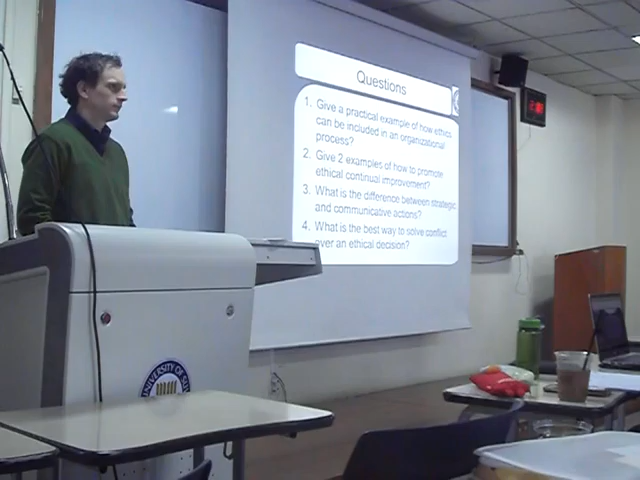 Questions
1. Give a practical example of how ethics
can be included in an organizational
process?
2. Give 2 examples of how to promote
ethical continual improvement?
3. What is the difference between strategic
and communicative actions?
4. What is the best way to solve conflict
over an ethical decision?
UNIVERSITY OF